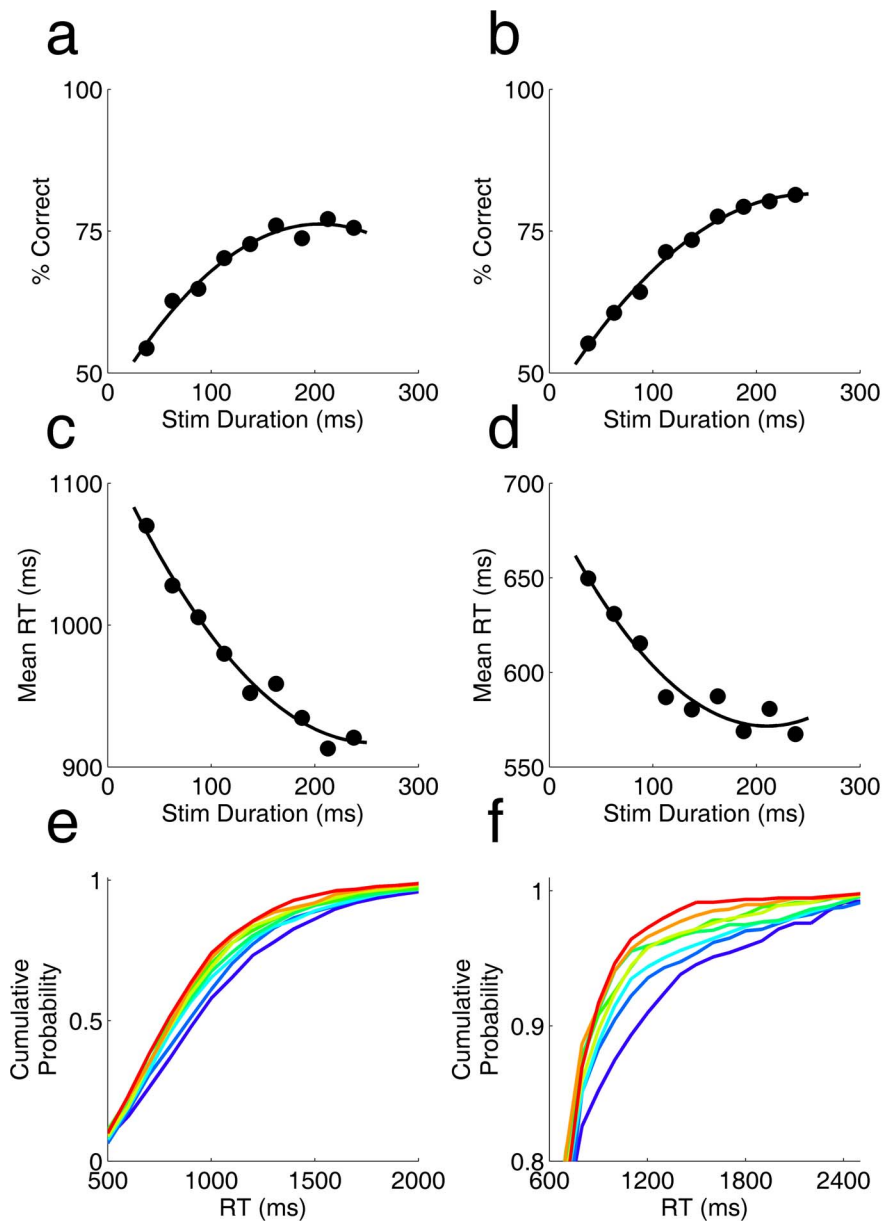 a
100
75
50
% Correct
0 100 200 300
Stim Duration (ms)
b
100
75
50
% Correct
0 100 200 300
Stim Duration (ms)
c
1100
1000
900
Mean RT (ms)
0 100 200 300
Stim Duration (ms)
d
700
650
600
550
Mean RT (ms)
0 100 200 300
Stim Duration (ms)
e
1
0.5
0
Cumulative
Probability
500 1000 1500 2000
RT (ms)
f
1
0.9
0.8
Cumulative
Probability
600 1200 1800 2400
RT (ms)